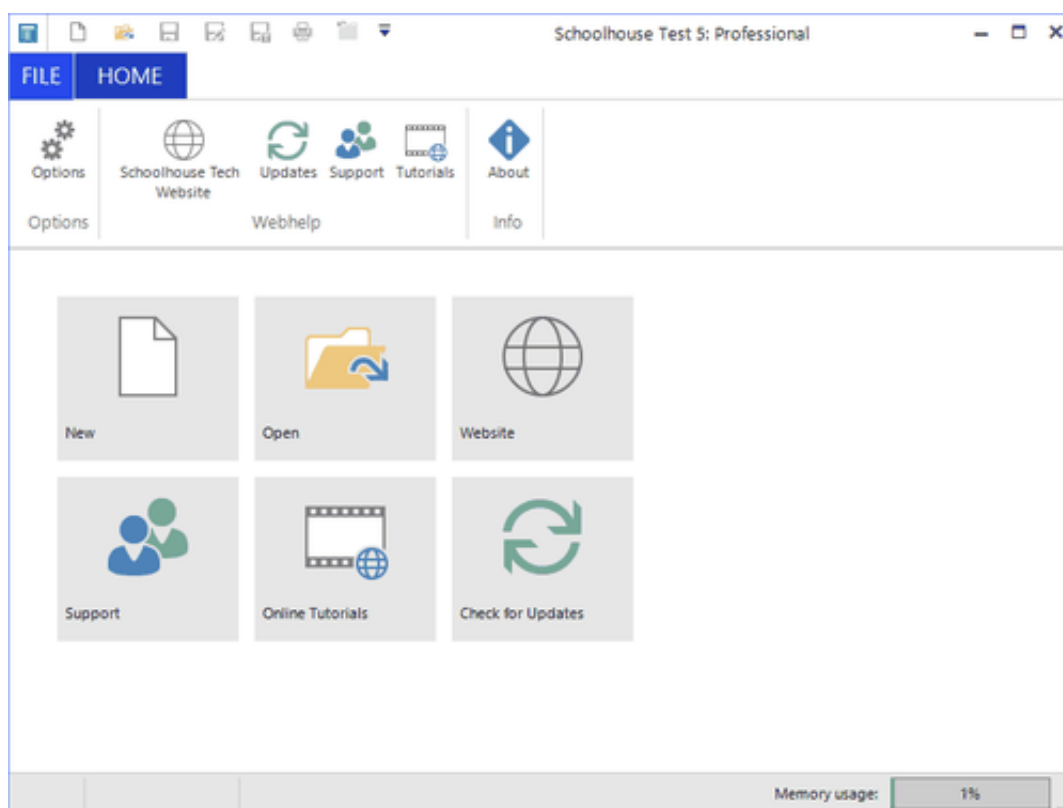 Schoolhouse Test 5: Professional
FILE HOME
Options Schoolhouse Tech Updates Support Tutorials About
Website
Options Webhelp Info
New Open Website
Support Online Tutorials Check for Updates
Memory usage: 1%